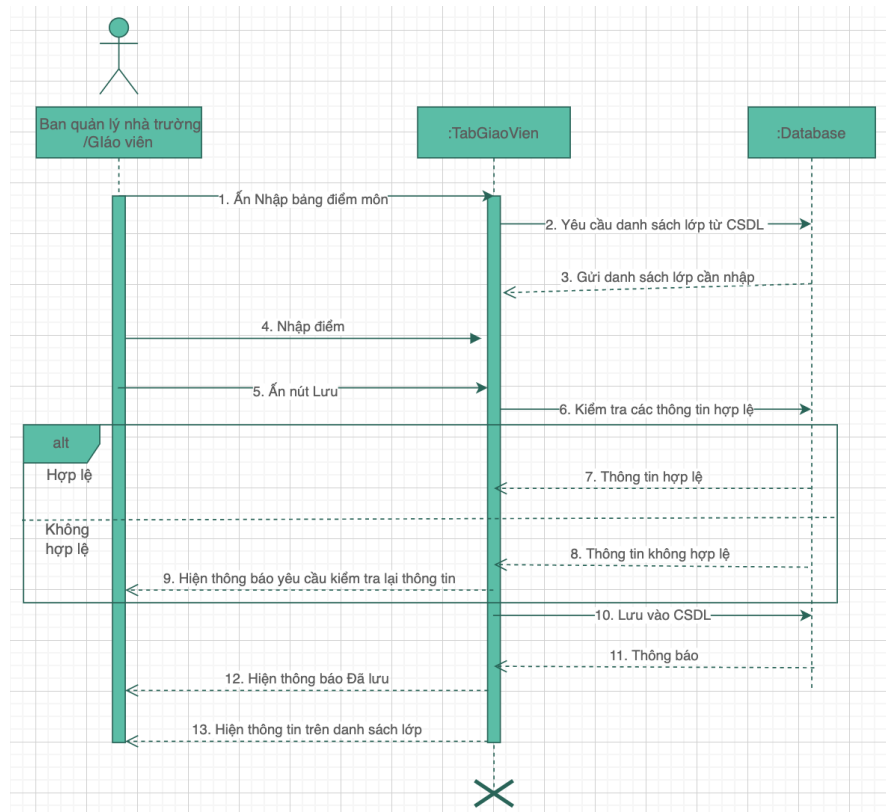 Ban quản lý nhà trường
/GIáo viên
:TabGiaoVien
:Database
1. Ấn Nhập bảng điểm môn
2. Yêu cầu danh sách lớp từ CSDL
3. Gửi danh sách lớp cần nhập
4. Nhập điểm
5. Ấn nút Lưu
6. Kiểm tra các thông tin hợp lệ
alt
Hợp lệ
7. Thông tin hợp lệ
Không
hợp lệ
8. Thông tin không hợp lệ
9. Hiện thông báo yêu cầu kiểm tra lại thông tin
10. Lưu vào CSDL
11. Thông báo
12. Hiện thông báo Đã lưu
13. Hiện thông tin trên danh sách lớp